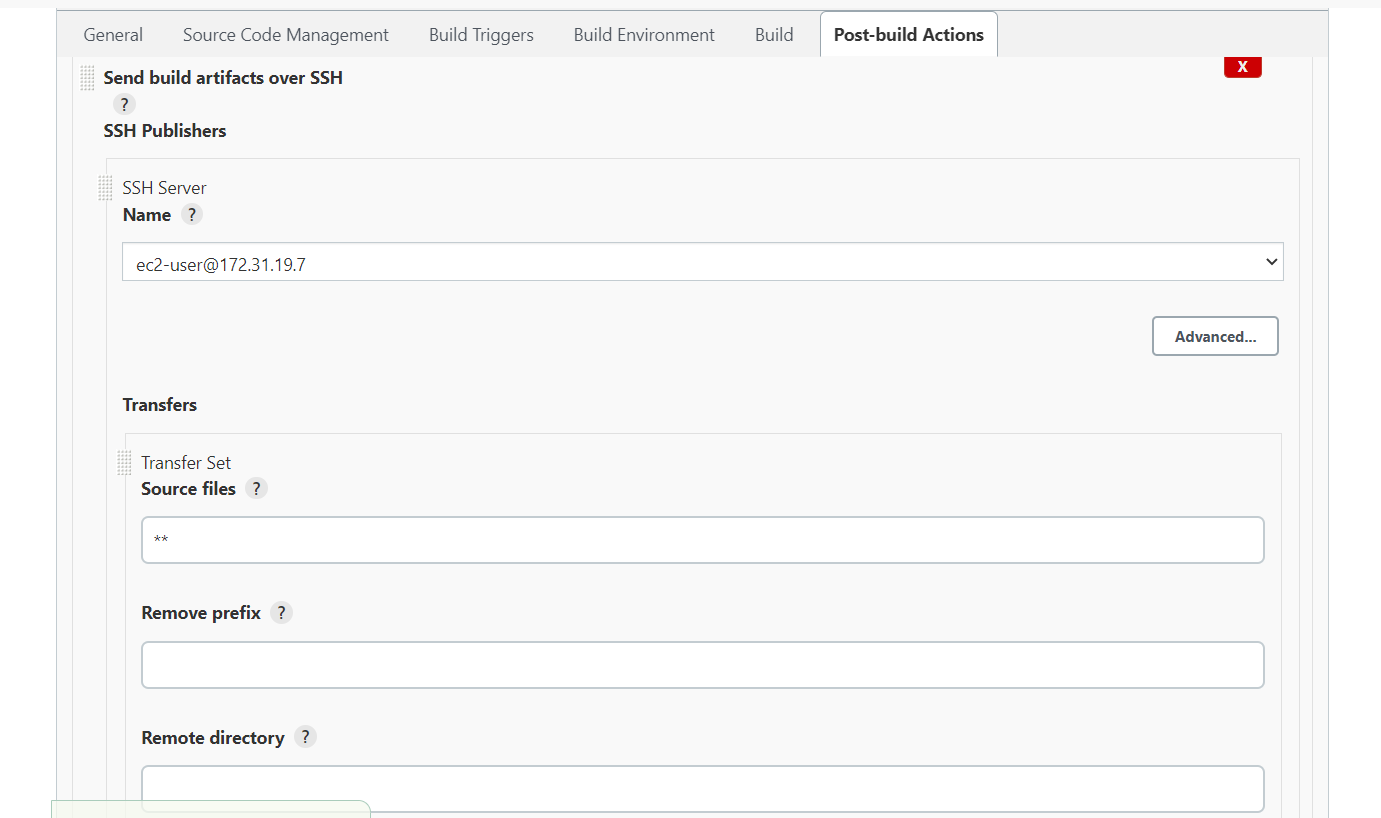 General Source Code Management Build Triggers Build Environment Build Post-build Actions
Send build artifacts over SSH
X
?
SSH Publishers
SSH Server
Name ?
ec2-user@172.31.19.7
Advanced...
Transfers
Transfer Set
Source files ?
**
Remove prefix ?
Remote directory ?